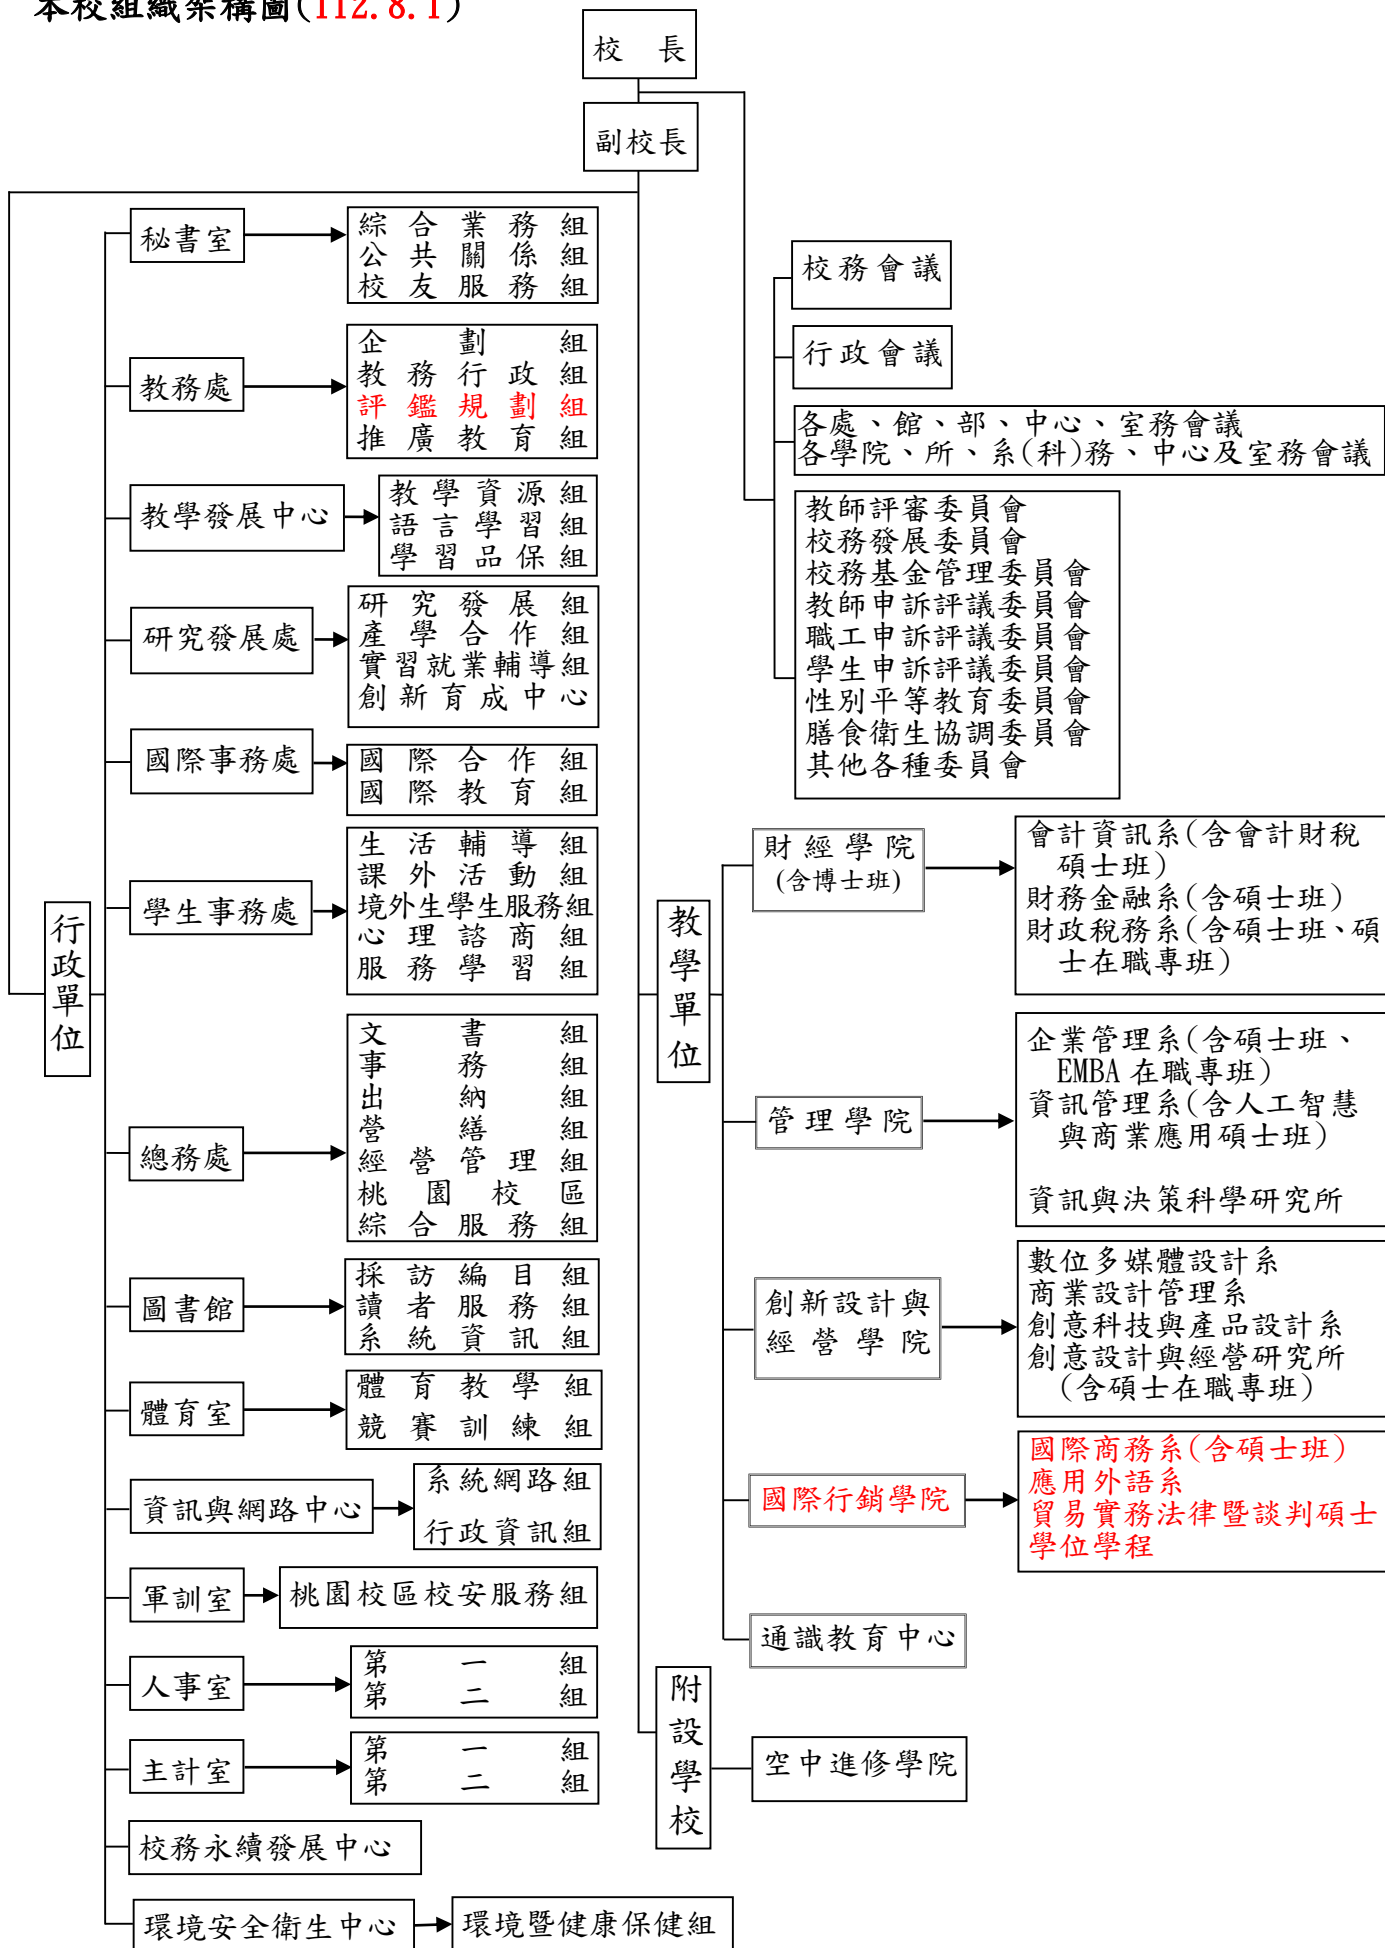 本校組織架構圖(112.8.1)
校長
副校長
行政單位
秘書室
綜合業務組
公共關係組
校友服務組
教務處
企劃組
教務行政組
評鑑規劃組
推廣教育組
教學發展中心
教學資源組
語言學習組
學習品保組
研究發展處
研究發展組
產學合作組
實習就業輔導組
創新育成中心
國際事務處
國際合作組
國際教育組
學生事務處
生活輔導組
課外活動組
境外生學生服務組
心理諮商組
服務學習組
總務處
文書組
事務組
出納組
營繕組
經營管理組
桃園校區
綜合服務組
圖書館
採訪編目組
讀者服務組
系統資訊組
體育室
體育教學組
競賽訓練組
資訊與網路中心
系統網路組
行政資訊組
軍訓室
桃園校區校安服務組
人事室
第一組
第二組
主計室
第一組
第二組
校務永續發展中心
環境安全衛生中心
環境暨健康保健組
校務會議
行政會議
各處、館、部、中心、室務會議
各學院、所、系(科)務、中心及室務會議
教師評審委員會
校務發展委員會
校務基金管理委員會
教師申訴評議委員會
職工申訴評議委員會
學生申訴評議委員會
性別平等教育委員會
膳食衛生協調委員會
其他各種委員會
教學單位
財經學院
(含博士班)
會計資訊系(含會計財稅
碩士班)
財務金融系(含碩士班)
財政稅務系(含碩士班、碩
士在職專班)
管理學院
企業管理系(含碩士班、
EMBA 在職專班)
資訊管理系(含人工智慧
與商業應用碩士班)
資訊與決策科學研究所
創新設計與
經營學院
數位多媒體設計系
商業設計管理系
創意科技與產品設計系
創意設計與經營研究所
(含碩士在職專班)
國際行銷學院
國際商務系(含碩士班)
應用外語系
貿易實務法律暨談判碩士
學位學程
通識教育中心
附設學校
空中進修學院